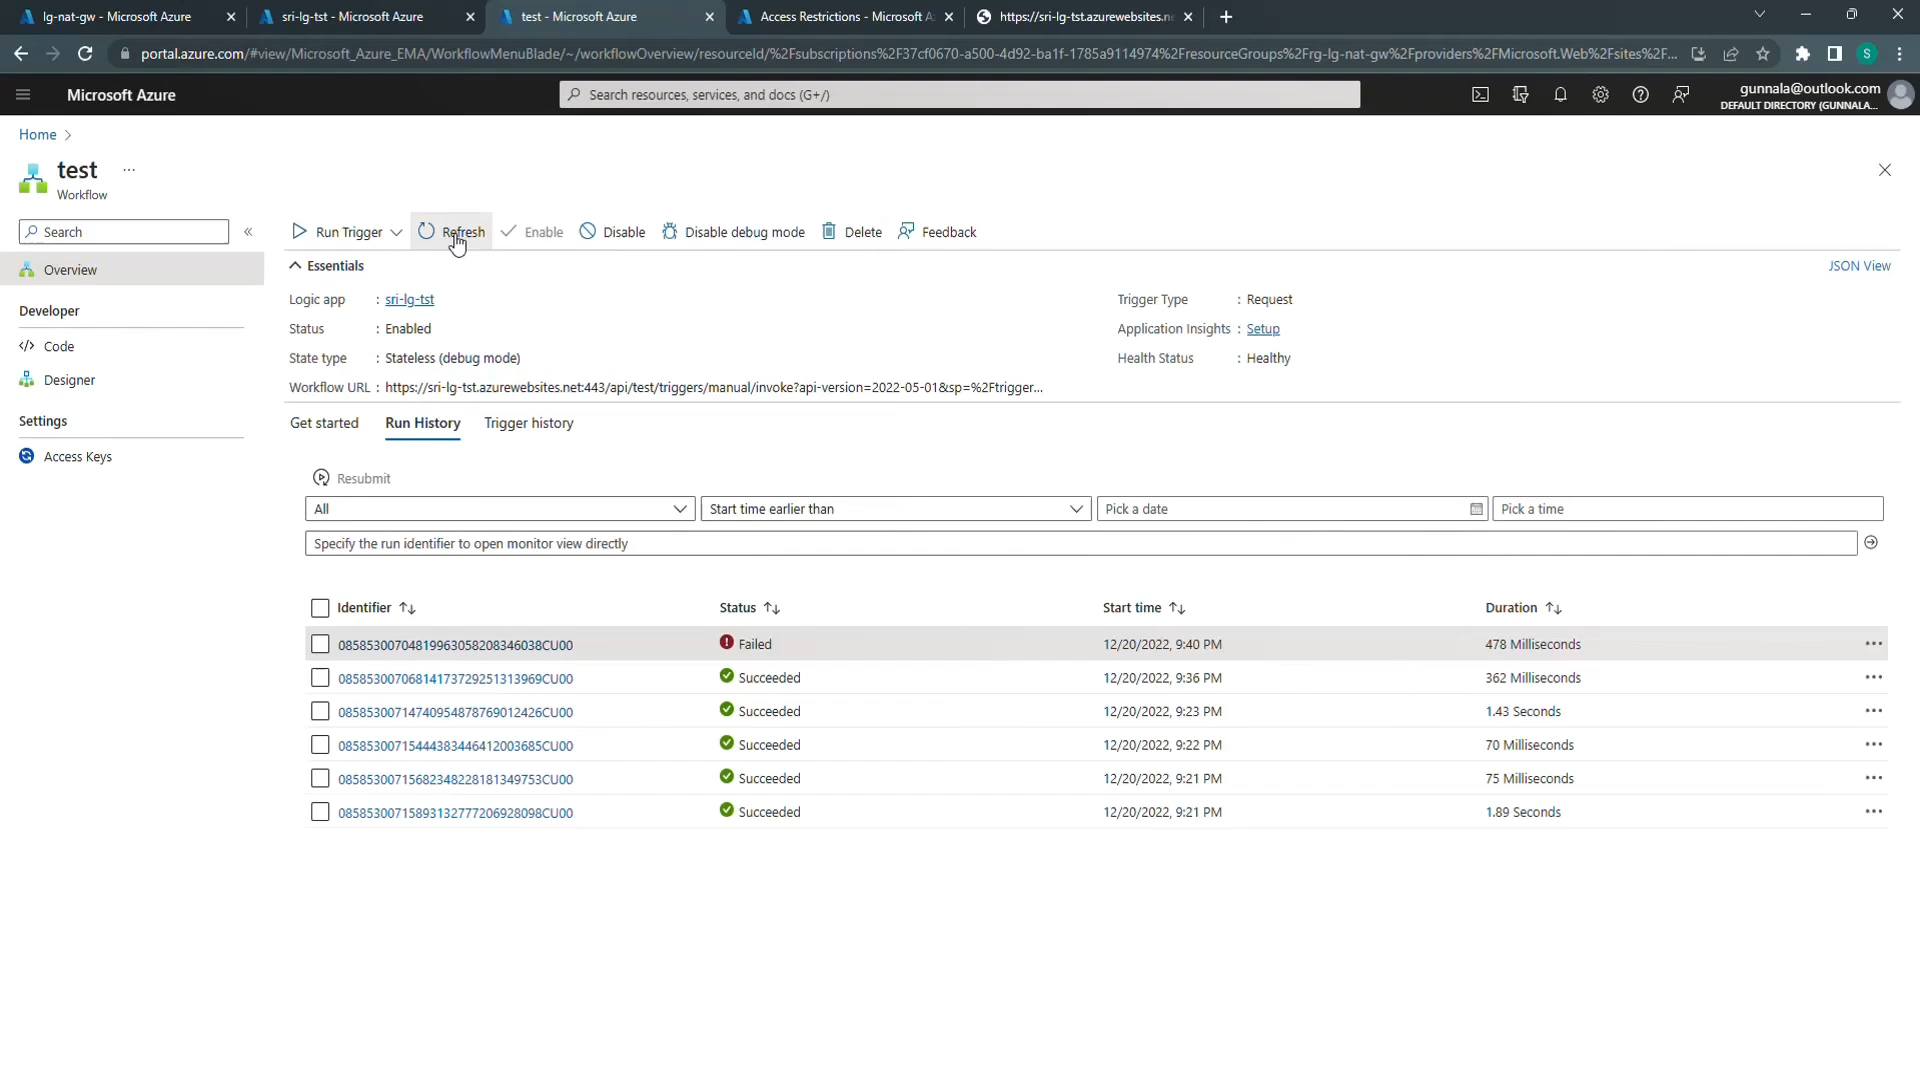 lg-nat-gw - Microsoft Azure
sri-lg-tst - Microsoft Azure
test - Microsoft Azure
Access Restrictions - Microsoft A
https://sri-lg-tst.azurewebsites.ne
portal.azure.com/#view/Microsoft_Azure_EMA/WorkflowMenuBlade/~/workflowOverview/resourceId/%2Fsubscriptions%2F37cf0670-a500-4d92-ba1f-1785a9114974%2FresourceGroups%2Frg-lg-nat-gw%2Fproviders%2FMicrosoft.Web%2Fsites%2F...
S
Microsoft Azure
Search resources, services, and docs (G+/)
gunnala@outlook.com
DEFAULT DIRECTORY (GUNNALA...
Home >
test ...
Workflow
Search
«
Run Trigger
Refresh
Enable
Disable
Disable debug mode
Delete
Feedback
Overview
Developer
Code
Designer
Settings
Access Keys
Essentials
JSON View
Logic app : sri-lg-tst
Trigger Type : Request
Status : Enabled
Application Insights : Setup
State type : Stateless (debug mode)
Health Status : Healthy
Workflow URL : https://sri-lg-tst.azurewebsites.net:443/api/test/triggers/manual/invoke?api-version=2022-05-01&sp=%2Ftrigger...
Get started
Run History
Trigger history
Resubmit
All
Start time earlier than
Pick a date
Pick a time
Specify the run identifier to open monitor view directly
Identifier Status Start time Duration
08585300704819963058208346038CU00 Failed 12/20/2022, 9:40 PM 478 Milliseconds ...
08585300706814173729251313969CU00 Succeeded 12/20/2022, 9:36 PM 362 Milliseconds ...
08585300714740954878769012426CU00 Succeeded 12/20/2022, 9:23 PM 1.43 Seconds ...
08585300715444383446412003685CU00 Succeeded 12/20/2022, 9:22 PM 70 Milliseconds ...
08585300715682348228181349753CU00 Succeeded 12/20/2022, 9:21 PM 75 Milliseconds ...
08585300715893132777206928098CU00 Succeeded 12/20/2022, 9:21 PM 1.89 Seconds ...